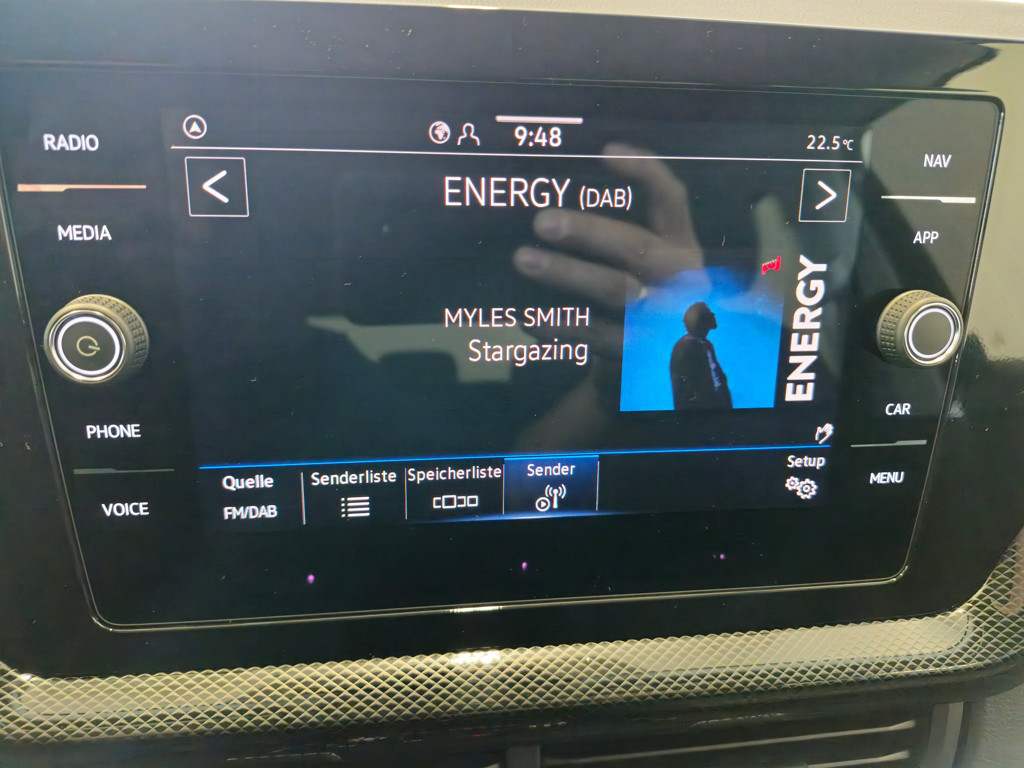 RADIO
MEDIA
PHONE
VOICE
9:48
22.5°C
ENERGY (DAB)
MYLES SMITH
Stargazing
ENERGY
Quelle
FM/DAB
Senderliste
Speicherliste
Sender
Setup
NAV
APP
CAR
MENU